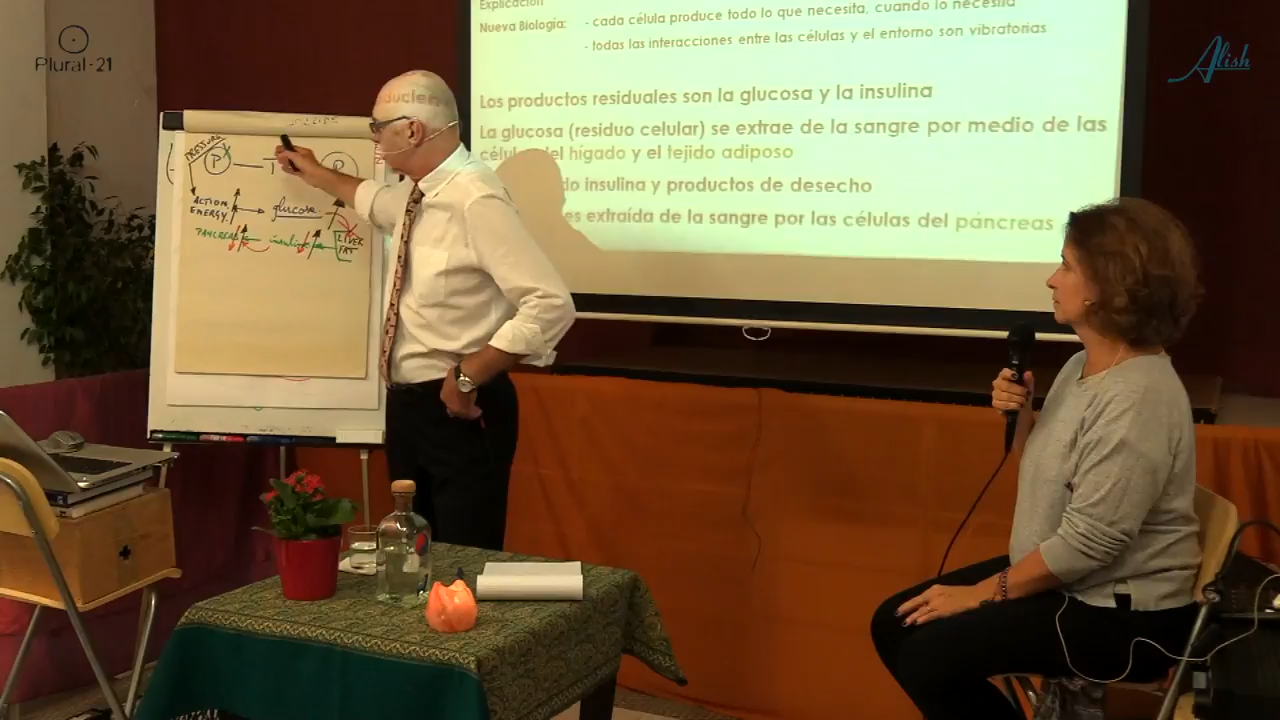 Plural-21
Alish
Explicación
Nueva Biología: - cada célula produce todo lo que necesita, cuando lo necesita
- todas las interacciones entre las células y el entorno son vibratorias
Los productos residuales son la glucosa y la insulina
La glucosa (residuo celular) se extrae de la sangre por medio de las
del hígado y el tejido adiposo
insulina y productos de desecho
es extraída de la sangre por las células del páncreas
PRESSURE
P P
ACTION
ENERGY
glucose
PANCREAS insuline LIVER
FAT